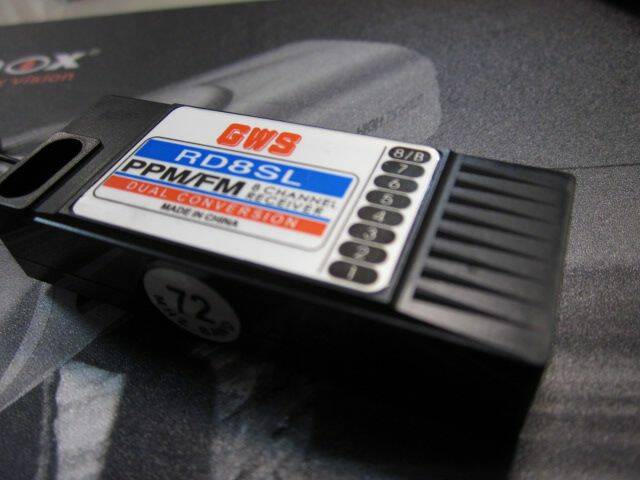 GWS
RD8SL
PPM/FM 8 CHANNEL
RECEIVER
DUAL CONVERSION
MADE IN CHINA
8/B
7
6
5
4
3
2
1
72
vision